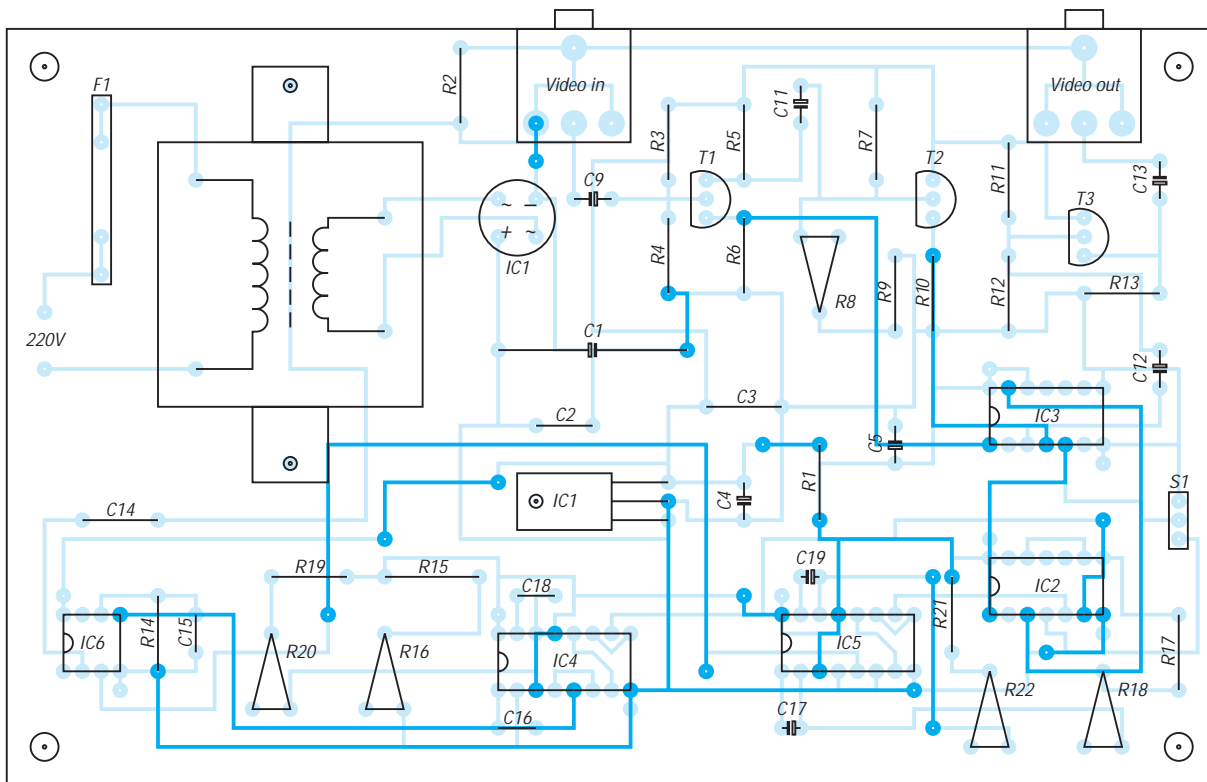 Video in
Video out
F1
R2
R3
R5
C11
R7
T1
T2
R11
C13
T3
C9
~ –
+ ~
IC1
R4
R6
R8
R9
R10
R12
R13
220V
C1
C12
C3
C2
IC3
C5
IC1
C4
R1
S1
C14
R19
R15
C18
C19
IC2
R21
IC6
R14
C15
R20
R16
IC4
IC5
R17
R22
R18
C16
C17